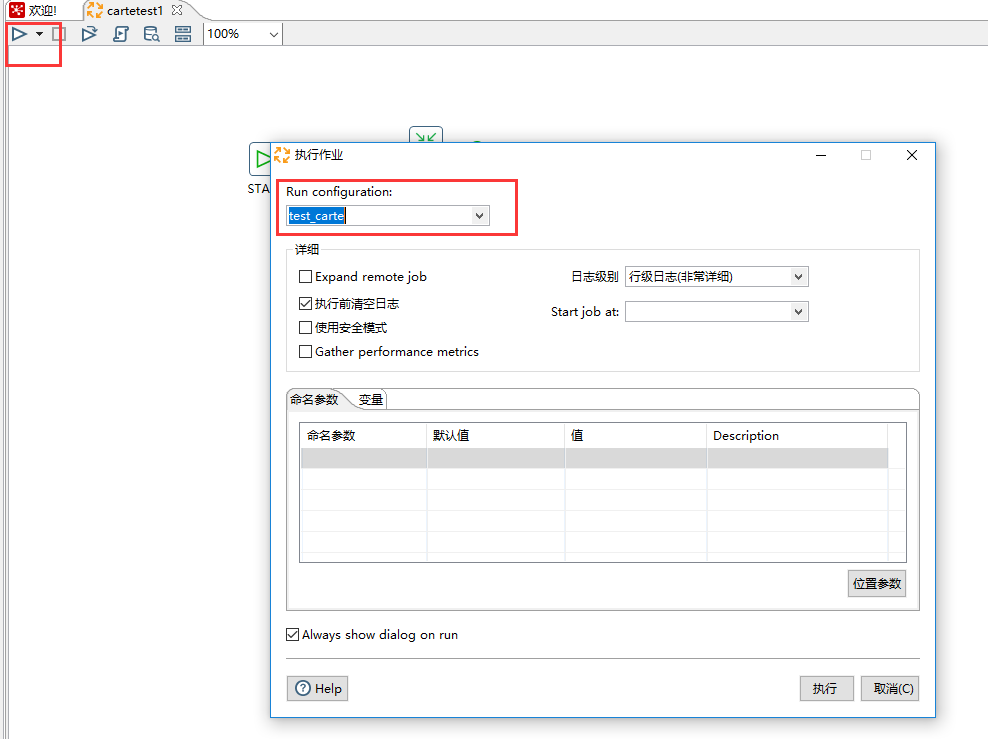 欢迎!
cartetest1
100%
STA
执行作业
Run configuration:
test_carte
详细
Expand remote job
日志级别
行级日志(非常详细)
执行前清空日志
Start job at:
使用安全模式
Gather performance metrics
命名参数
变量
命名参数
默认值
值
Description
位置参数
Always show dialog on run
Help
执行
取消(C)